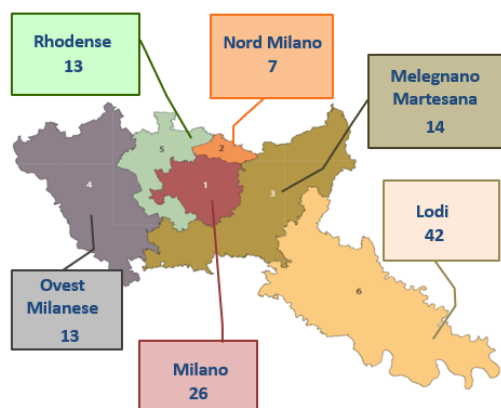 Rhodense
13
Nord Milano
7
Melegnano
Martesana
14
5
2
4
1
3
Lodi
42
6
Ovest
Milanese
13
Milano
26